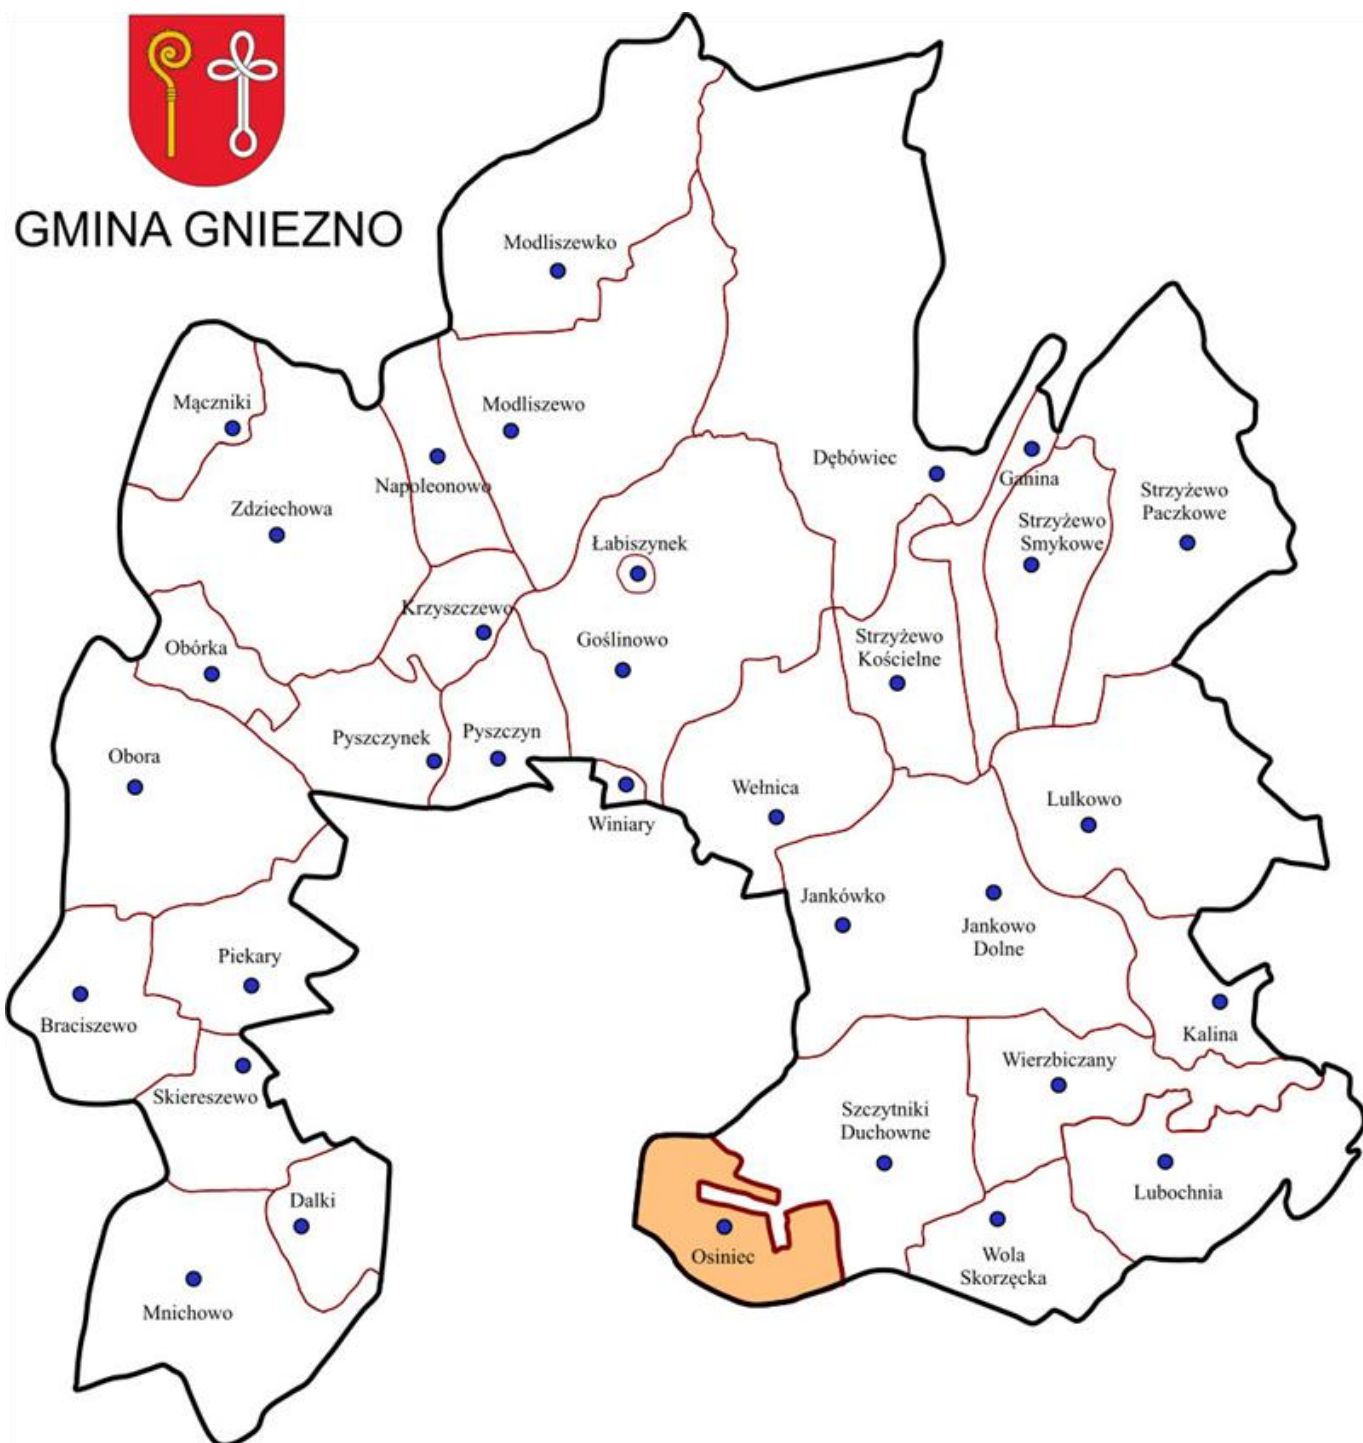 GMINA GNIEZNO
Modliszewko
Mączniki
Modliszewo
Dębówiec
Ganina
Napoleonowo
Strzyżewo
Paczkowe
Zdziechowa
Strzyżewo
Smykowe
Łabiszynek
Krzyszczewo
Goślinowo
Strzyżewo
Kościelne
Obórka
Pyszczynek
Pyszczyn
Obora
Wełnica
Lulkowo
Winiary
Jankówko
Jankowo
Dolne
Piekary
Braciszewo
Kalina
Wierzbiczany
Skiereszewo
Szczytniki
Duchowne
Lubochnia
Dalki
Osiniec
Wola
Skorzęcka
Mnichowo